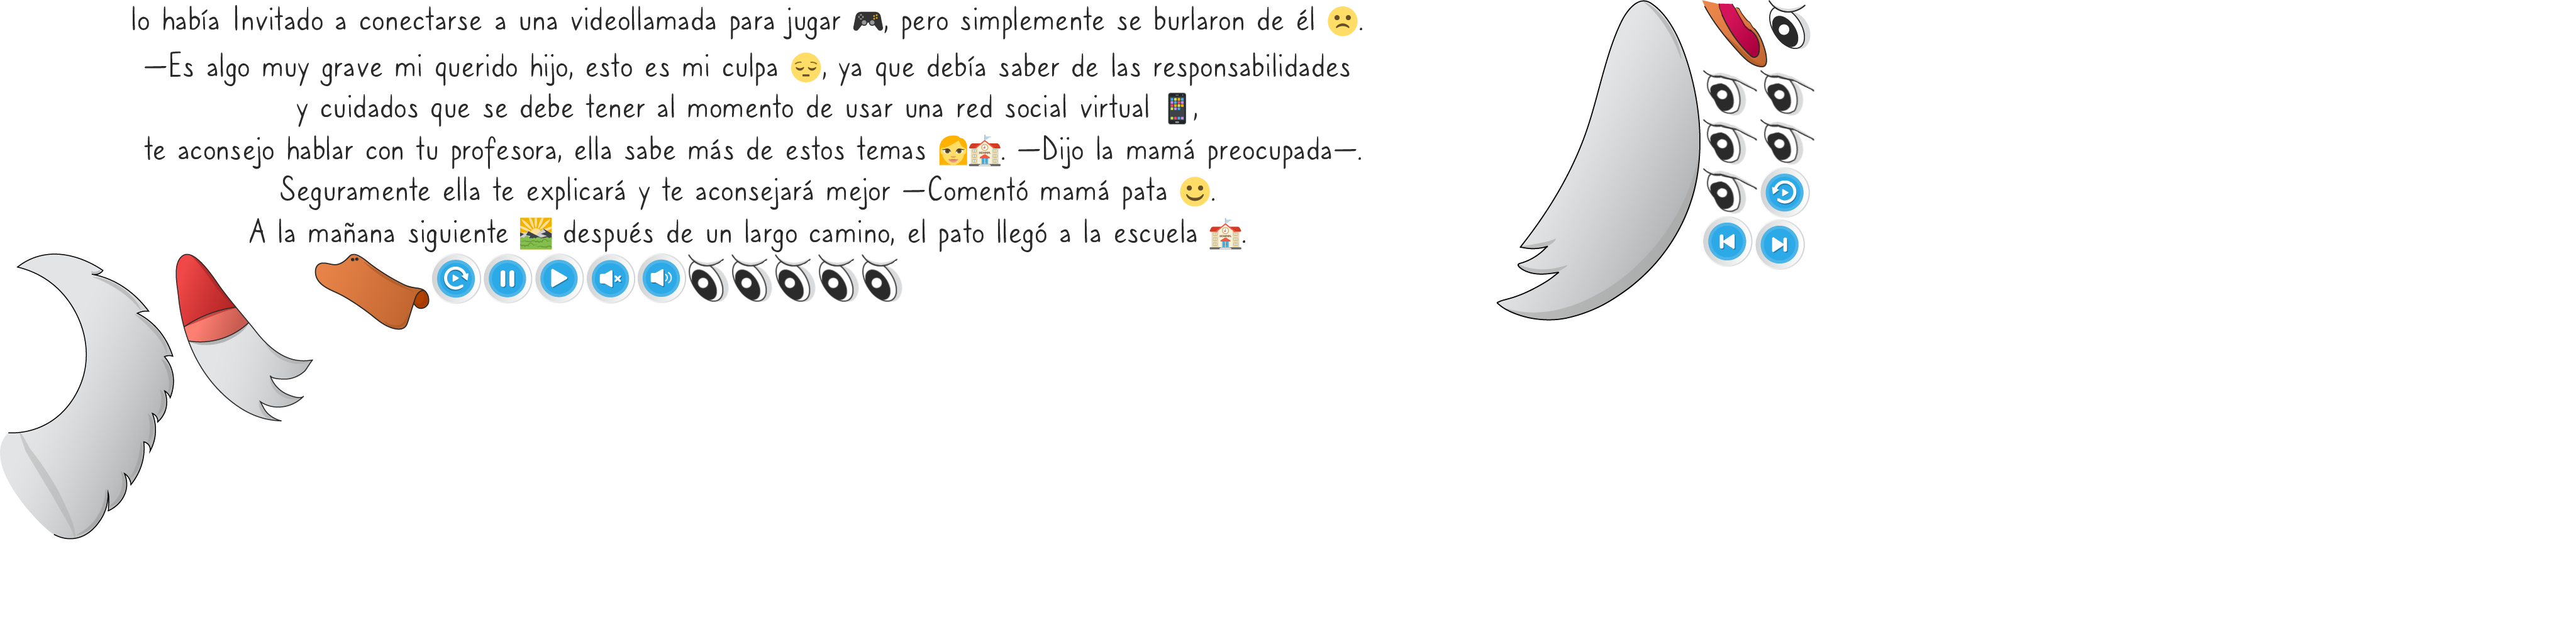 lo había Invitado a conectarse a una videollamada para jugar 🎮, pero simplemente se burlaron de él 🙁.
—Es algo muy grave mi querido hijo, esto es mi culpa 😔, ya que debía saber de las responsabilidades
y cuidados que se debe tener al momento de usar una red social virtual 📱,
te aconsejo hablar con tu profesora, ella sabe más de estos temas 👩🏫. —Dijo la mamá preocupada—.
Seguramente ella te explicará y te aconsejará mejor —Comentó mamá pata 🙂.
A la mañana siguiente 🌄 después de un largo camino, el pato llegó a la escuela 🏫.